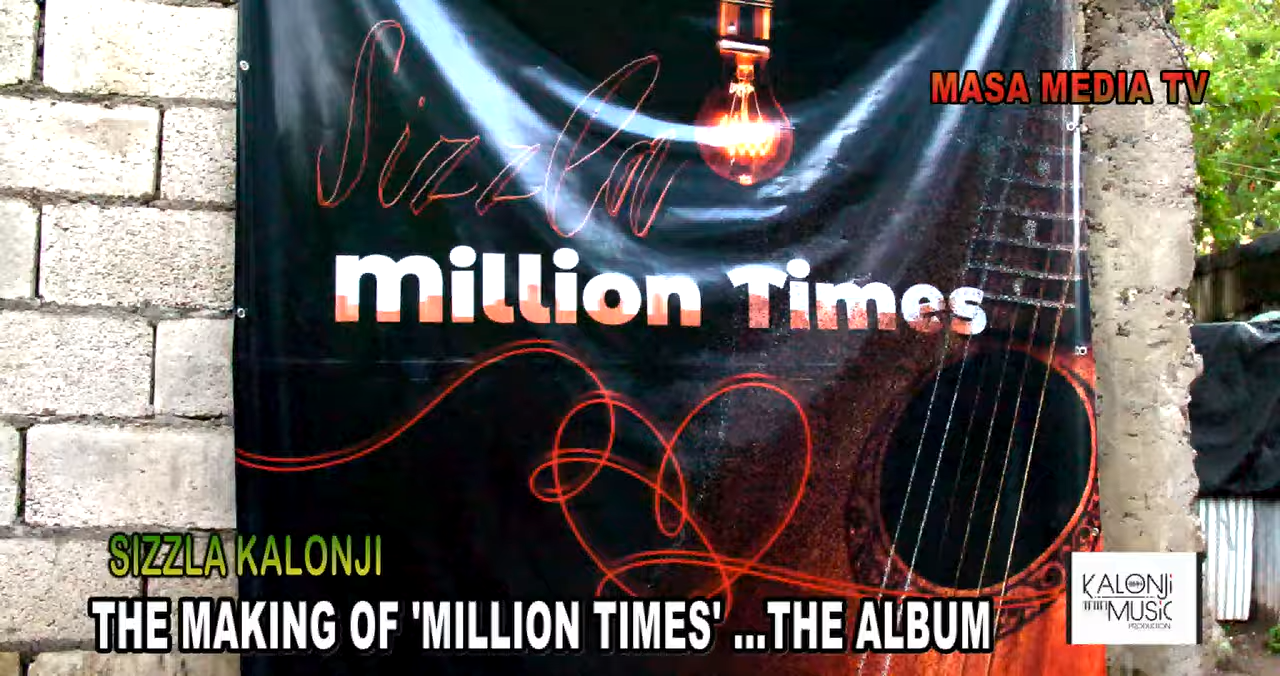 MASA MEDIA TV
Sizzla
million Times
SIZZLA KALONJI
THE MAKING OF 'MILLION TIMES' ...THE ALBUM
KALONJi
MUSiC
PRODUCTION